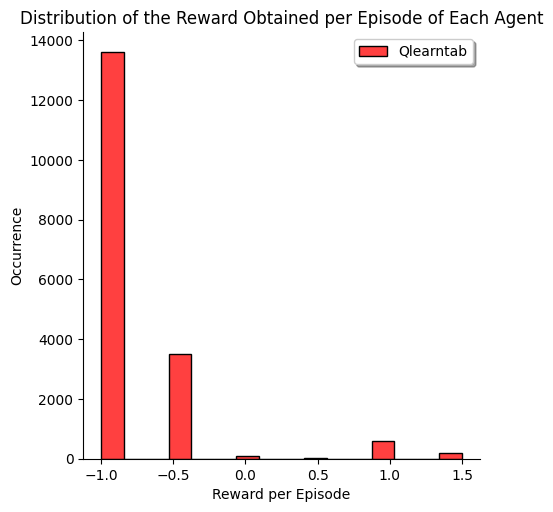 Distribution of the Reward Obtained per Episode of Each Agent
Qlearntab
14000
12000
10000
8000
6000
4000
2000
0
Occurrence
−1.0 −0.5 0.0 0.5 1.0 1.5
Reward per Episode